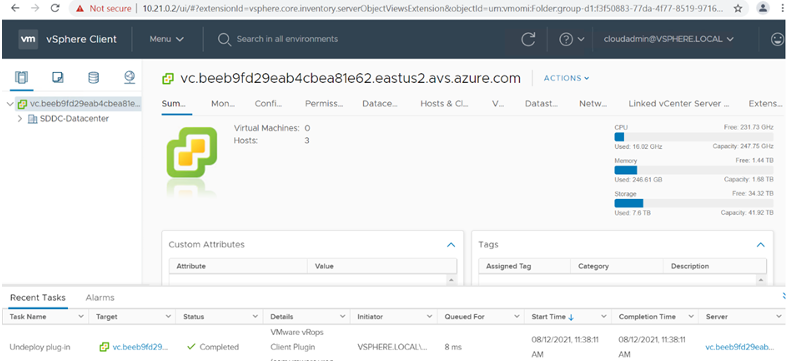 Not secure | 10.21.0.2/ui/#?extensionId=vsphere.core.inventory.serverObjectViewsExtension&objectId=urn:vmomi:Folder:group-d1:f3f50883-77da-4f77-8519-9716...
vm vSphere Client Menu Search in all environments cloudadmin@VSPHERE.LOCAL
vc.beeb9fd29eab4cbea81e62.eastus2.avs.azure.com ACTIONS
vc.beeb9fd29eab4cbea81e...
SDDC-Datacenter
Sum... Mon... Confi... Permiss... Datace... Hosts & Cl... V... Datast... Netw... Linked vCenter Server ... Exten...
Virtual Machines: 0
Hosts: 3
CPU Free: 231.73 GHz
Used: 16.02 GHz Capacity: 247.75 GHz
Memory Free: 1.44 TB
Used: 246.61 GB Capacity: 1.68 TB
Storage Free: 34.32 TB
Used: 7.6 TB Capacity: 41.92 TB
Custom Attributes
Attribute Value
Tags
Assigned Tag Category Description
Recent Tasks Alarms
Task Name Target Status Details Initiator Queued For Start Time Completion Time Server
Undeploy plug-in vc.beeb9fd29... Completed VMware vRops
Client Plugin VSPHERE.LOCAL\... 8 ms 08/12/2021, 11:38:11
AM 08/12/2021, 11:38:11
AM vc.beeb9fd29eab...